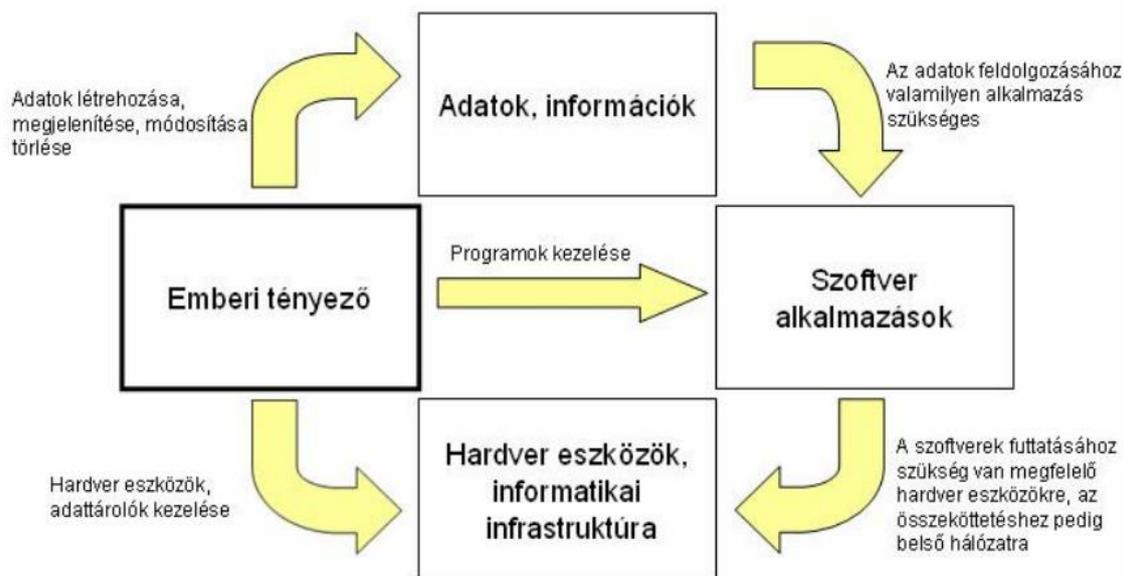 Adatok létrehozása,
megjelenítése, módosítása
törlése
Adatok, információk
Az adatok feldolgozásához
valamilyen alkalmazás
szükséges
Emberi tényező
Programok kezelése
Szoftver
alkalmazások
Hardver eszközök,
adattárolók kezelése
Hardver eszközök,
informatikai
infrastruktúra
A szoftverek futtatásához
szükség van megfelelő
hardver eszközökre, az
összeköttetéshez pedig
belső hálózatra